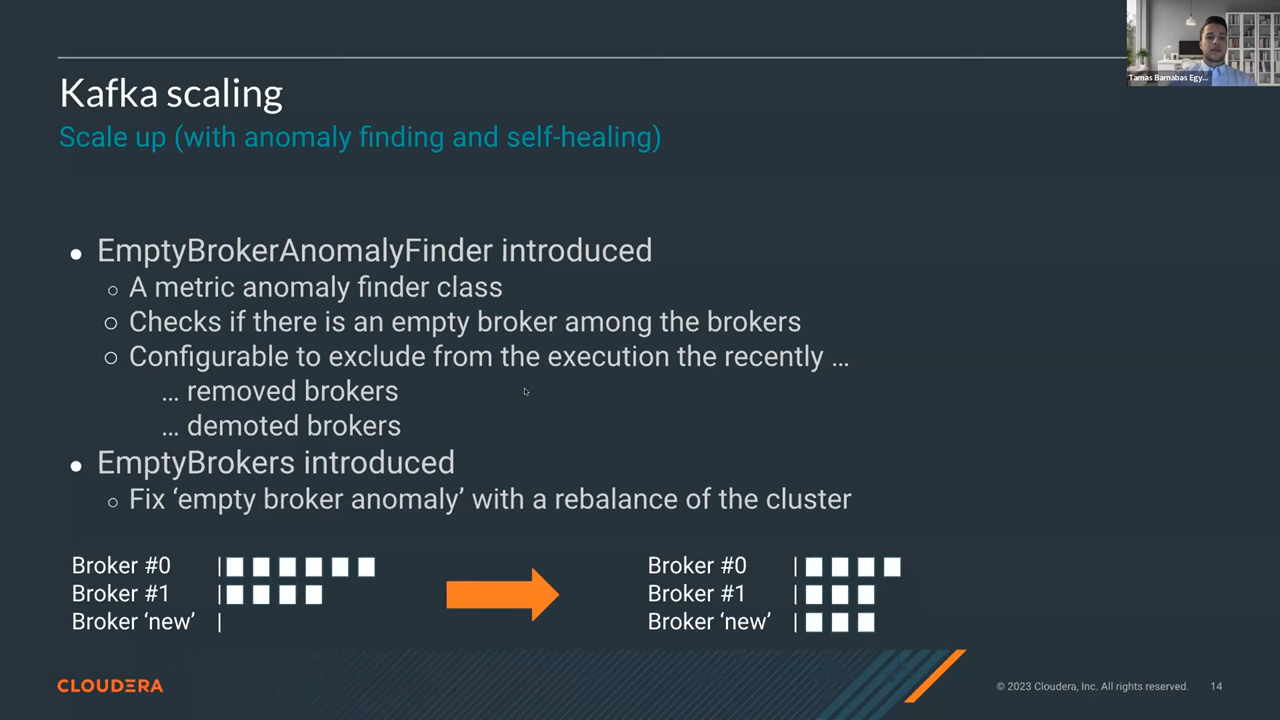 Tamas Barnabas Egy...
Kafka scaling
Scale up (with anomaly finding and self-healing)
● EmptyBrokerAnomalyFinder introduced
○ A metric anomaly finder class
○ Checks if there is an empty broker among the brokers
○ Configurable to exclude from the execution the recently …
… removed brokers
… demoted brokers
● EmptyBrokers introduced
○ Fix ‘empty broker anomaly’ with a rebalance of the cluster
Broker #0 |
Broker #1 |
Broker ‘new’ |
Broker #0 |
Broker #1 |
Broker ‘new’ |
CLOUDERA
© 2023 Cloudera, Inc. All rights reserved. 14